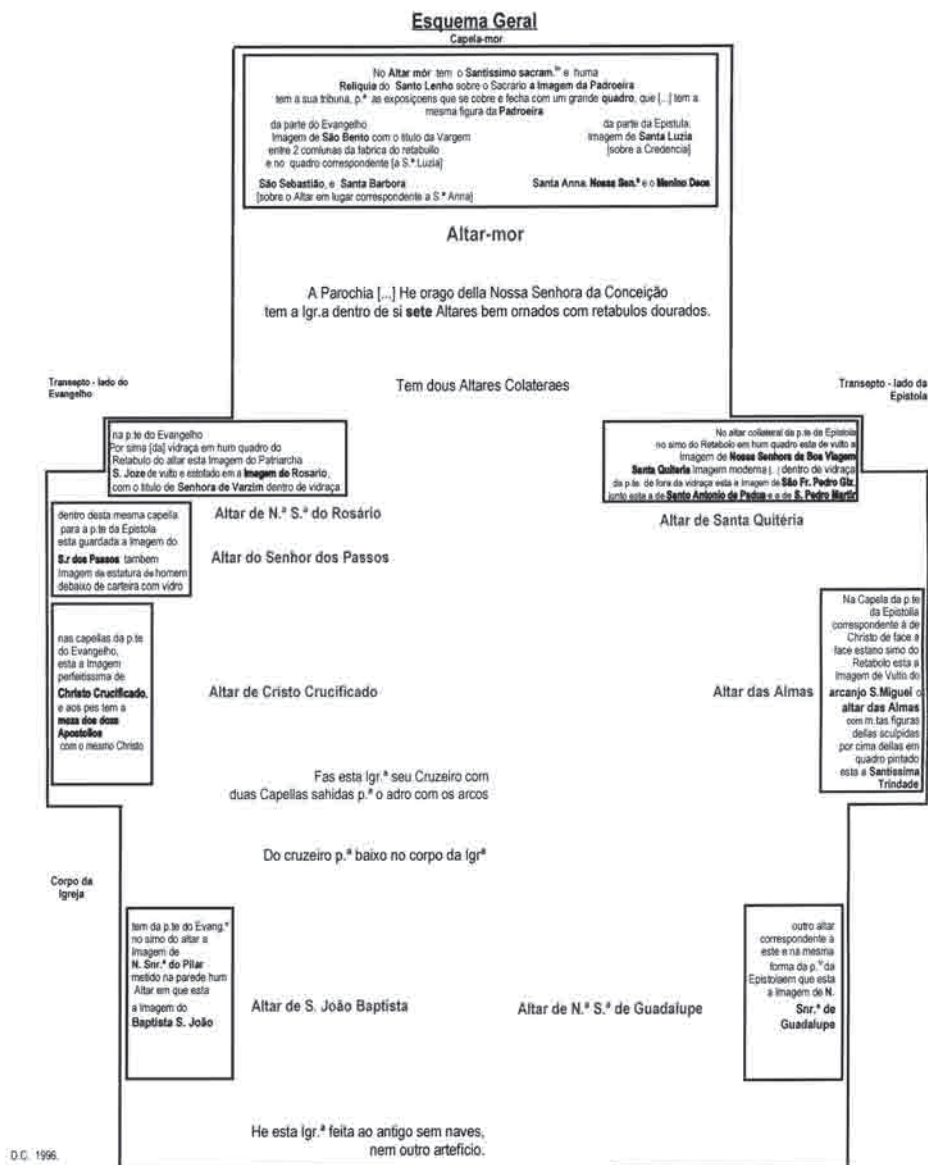 Esquema Geral
Capela-mor
No Altar mór tem o Santissimo sacram.to e huma
Reliquia do Santo Lenho sobre o Sacrario a Imagem da Padroeira
tem a sua tribuna, p.ª as exposiçoens que se cobre e fecha com um grande quadro, que [...] tem a
mesma figura da Padroeira
da parte do Evangelho
Imagem de São Bento com o titulo da Vargem
entre 2 comlunas da fabrica do retabullo
e no quadro correspondente [a S.ª Luzia]
São Sebastião, e Santa Barbora
[sobre o Altar em lugar correspondente a S.ª Anna]
da parte da Epistula:
Imagem de Santa Luzia
[sobre a Credencia]
Santa Anna, Nossa Sen.ª e o Menino Deos
Altar-mor
A Parochia [...] He orago della Nossa Senhora da Conceição
tem a Igr.a dentro de si sete Altares bem ornados com retabulos dourados.
Transepto - lado do
Evangelho
Tem dous Altares Colateraes
Transepto - lado da
Epistola
na p.te do Evangelho
Por sima [da] vidraça em hum quadro do
Retabulo do altar esta Imagem do Patriarcha
S. Joze de vulto e estofado em a Imagem do Rosario,
com o titulo de Senhora de Varzim dentro de vidraça
No altar collateral da p.te da Epistola
no simo do Retabolo em hum quadro esta de vulto a
Imagem de Nossa Senhora da Boa Viagem
Santa Quiteria Imagem moderna [...] dentro de vidraça
da p.te. de fora da vidraça esta a Imagem de São Fr. Pedro Glz.
junto esta a de Santo Antonio de Padua e a de S. Pedro Martir
Altar de N.ª S.ª do Rosário
Altar de Santa Quitéria
dentro desta mesma capella
para a p.te da Epistola
esta guardada a Imagem do
S.r dos Passos tambem
Imagem de estatura de homem
debaixo de carteira com vidro
Altar do Senhor dos Passos
nas capellas da p.te
do Evangelho,
esta a Imagem
perfeitissima de
Christo Crucificado,
e aos pes tem a
meza dos doze
Apostollos
com o mesmo Christo
Altar de Cristo Crucificado
Altar das Almas
Na Capela da p.te
da Epistolla
correspondente á de
Christo de face a
face estano simo do
Retabolo esta a
Imagem de Vulto do
arcanjo S.Miguel o
altar das Almas
com m.tas figuras
dellas sculpidas
por cima dellas em
quadro pintado
esta a Santissima
Trindade
Fas esta Igr.ª seu Cruzeiro com
duas Capellas sahidas p.ª o adro com os arcos
Do cruzeiro p.ª baixo no corpo da Igrª
Corpo da
Igreja
tem da p.te do Evang.º
no simo do altar a
Imagem de
N. Snr.ª do Pilar
metido na parede hum
Altar em que esta
a Imagem do
Baptista S. João
Altar de S. João Baptista
Altar de N.ª S.ª de Guadalupe
outro altar
correspondente a
este e na mesma
forma da p.te da
Epistolaem que esta
a Imagem de N.
Snr.ª de
Guadalupe
He esta Igr.ª feita ao antigo sem naves,
nem outro artefício.
D.C. 1996.